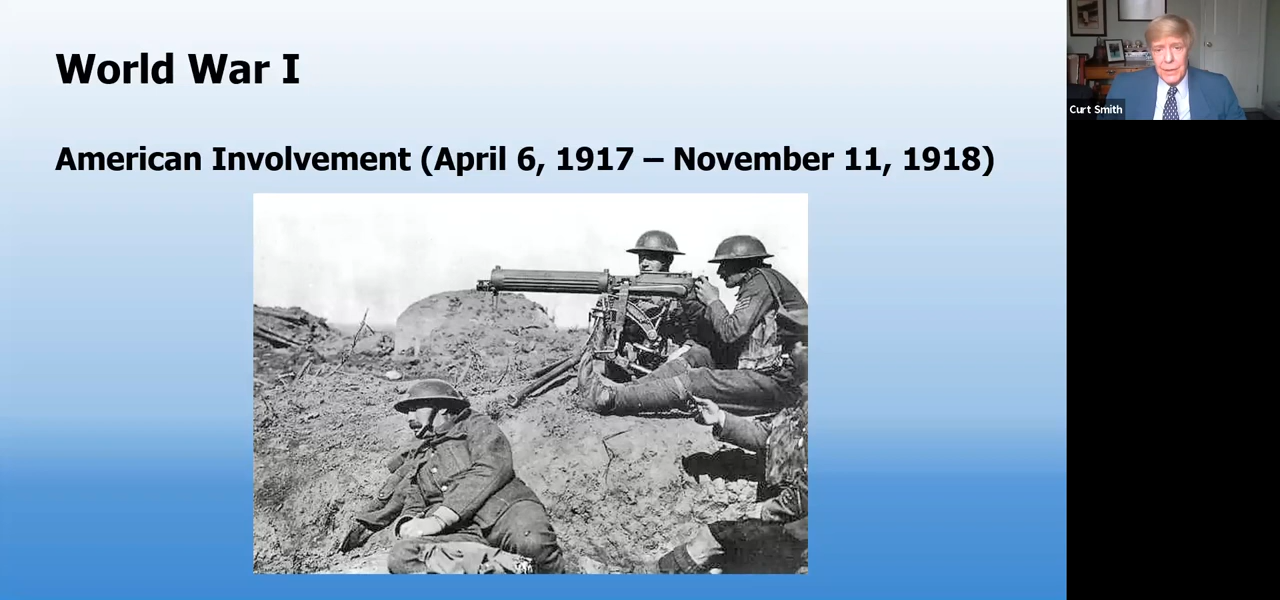 World War I
American Involvement (April 6, 1917 – November 11, 1918)
Curt Smith